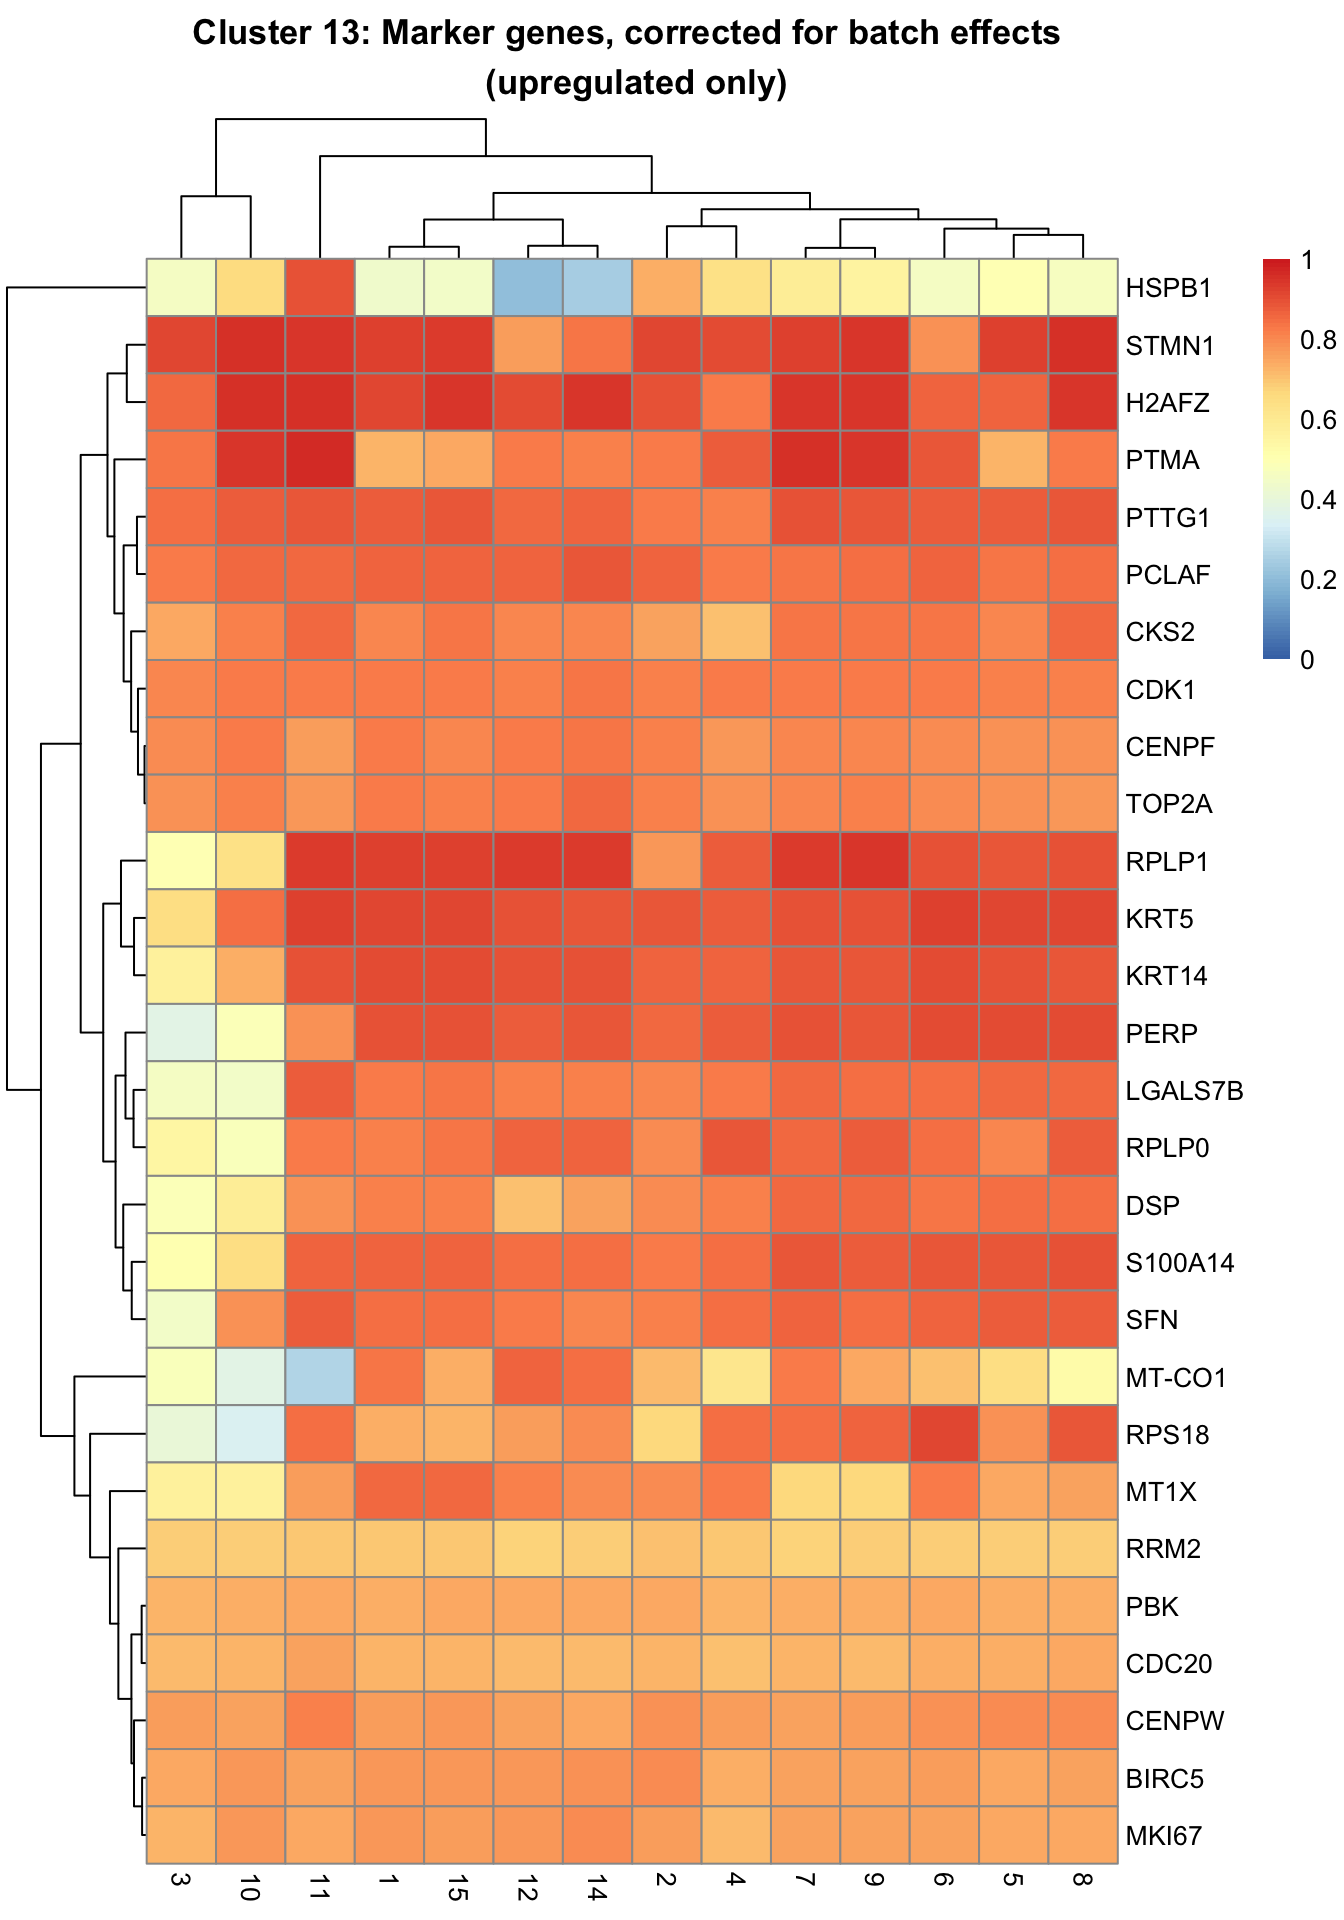 Cluster 13: Marker genes, corrected for batch effects
(upregulated only)
1
0.8
0.6
0.4
0.2
0
HSPB1
STMN1
H2AFZ
PTMA
PTTG1
PCLAF
CKS2
CDK1
CENPF
TOP2A
RPLP1
KRT5
KRT14
PERP
LGALS7B
RPLP0
DSP
S100A14
SFN
MT-CO1
RPS18
MT1X
RRM2
PBK
CDC20
CENPW
BIRC5
MKI67
3 10 11 1 15 12 14 2 4 7 9 6 5 8